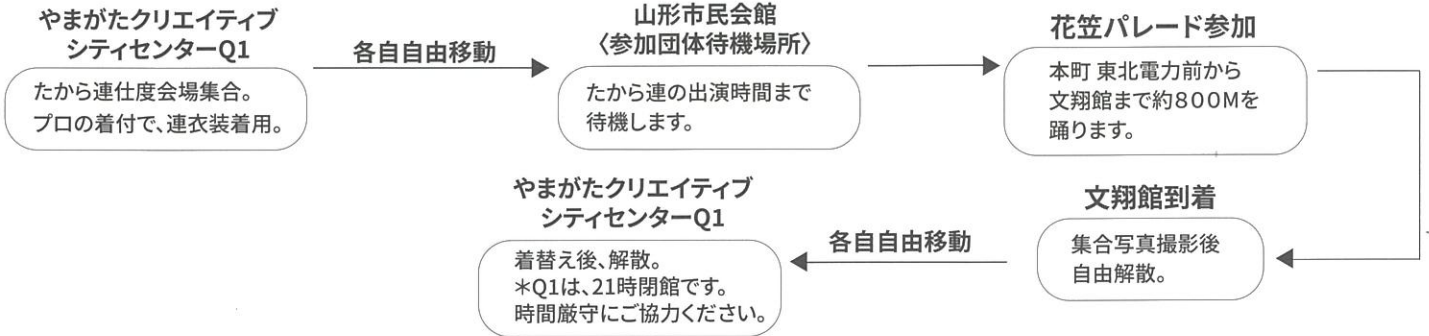 やまがたクリエイティブ
シティセンターQ1
たから連仕度会場集合。
プロの着付で、連衣装着用。
各自自由移動
山形市民会館
〈参加団体待機場所〉
たから連の出演時間まで
待機します。
花笠パレード参加
本町 東北電力前から
文翔館まで約800Mを
踊ります。
文翔館到着
集合写真撮影後
自由解散。
各自自由移動
やまがたクリエイティブ
シティセンターQ1
着替え後、解散。
＊Q1は、21時閉館です。
時間厳守にご協力ください。